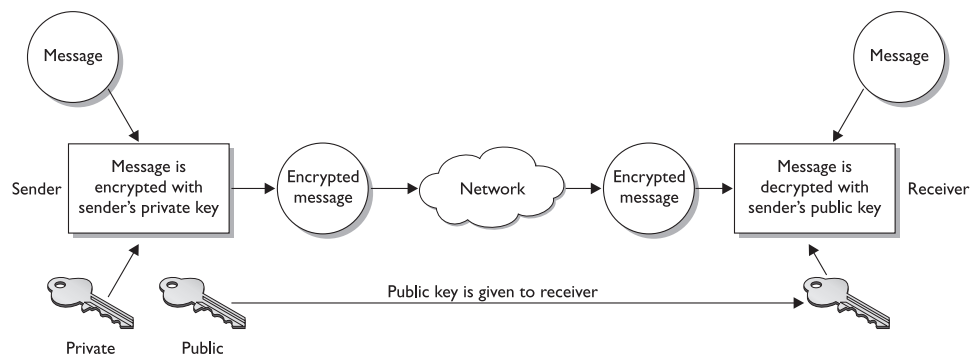 Message
Message
Message is
encrypted with
sender's private key
Sender
Encrypted
message
Network
Encrypted
message
Message is
decrypted with
sender's public key
Receiver
Public key is given to receiver
Private
Public